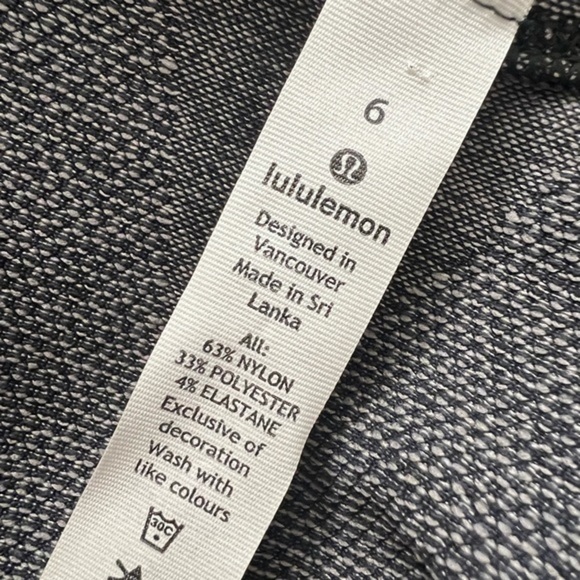 6
lululemon
Designed in
Vancouver
Made in Sri
Lanka
All:
63% NYLON
33% POLYESTER
4% ELASTANE
Exclusive of
decoration
Wash with
like colours
30C